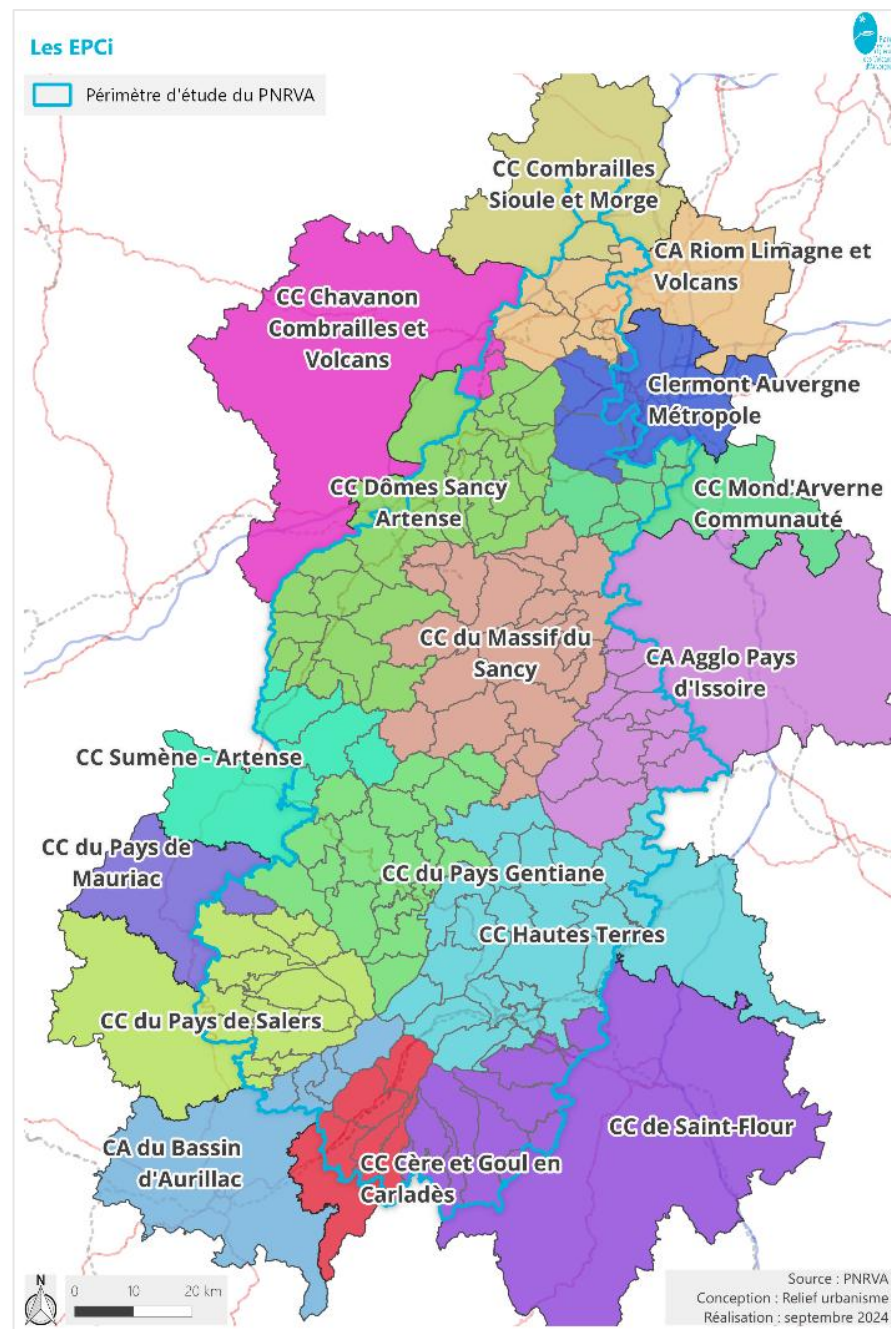 Les EPCi
Périmètre d'étude du PNRVA
CC Combrailles
Sioule et Morge
CA Riom Limagne et
Volcans
CC Chavanon
Combrailles et
Volcans
Clermont Auvergne
Métropole
CC Dômes Sancy
Artense
CC Mond'Arverne
Communauté
CC du Massif du
Sancy
CA Agglo Pays
d'Issoire
CC Sumène - Artense
CC du Pays de
Mauriac
CC du Pays Gentiane
CC Hautes Terres
CC du Pays de Salers
CC de Saint-Flour
CA du Bassin
d'Aurillac
CC Cère et Goul en
Carladès
N
0 10 20 km
Source : PNRVA
Conception : Relief urbanisme
Réalisation : septembre 2024